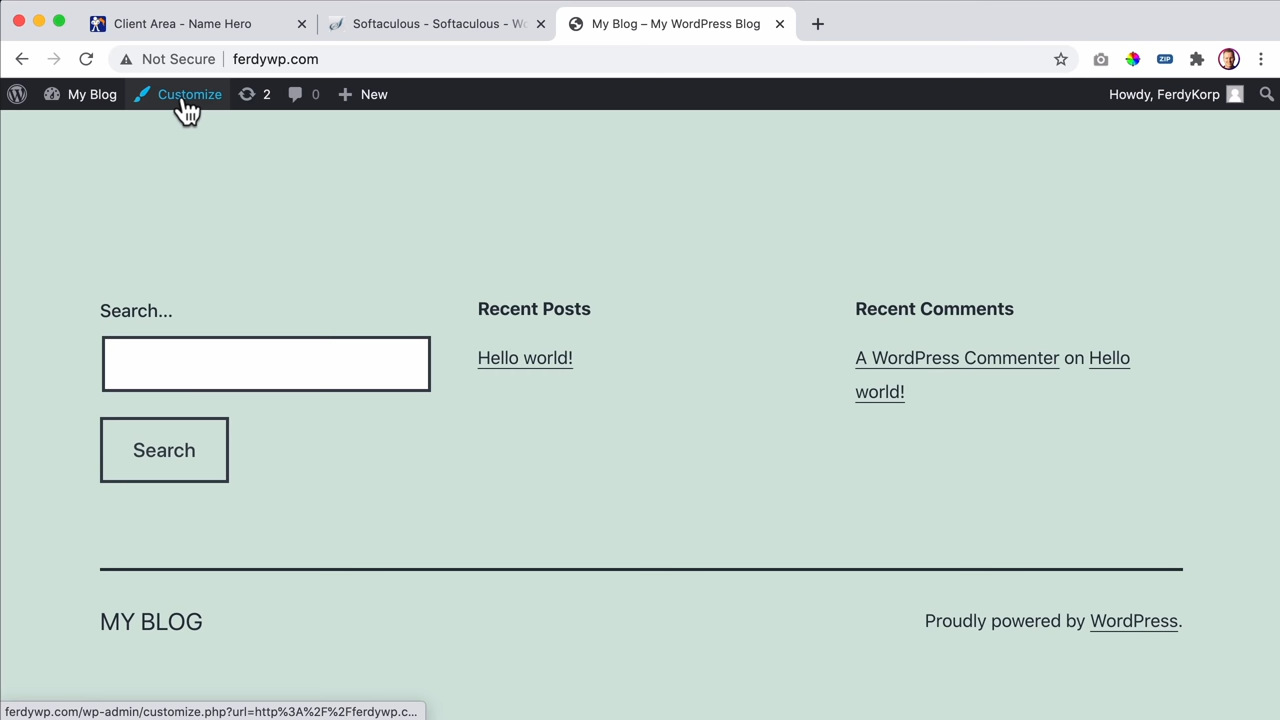 Client Area - Name Hero
Softaculous - Softaculous - Wo
My Blog – My WordPress Blog
Not Secure
ferdywp.com
ZIP
My Blog
Customize
2
0
New
Howdy, FerdyKorp
Search...
Search
Recent Posts
Hello world!
Recent Comments
A WordPress Commenter on Hello
world!
MY BLOG
Proudly powered by WordPress.
ferdywp.com/wp-admin/customize.php?url=http%3A%2F%2Fferdywp.c...